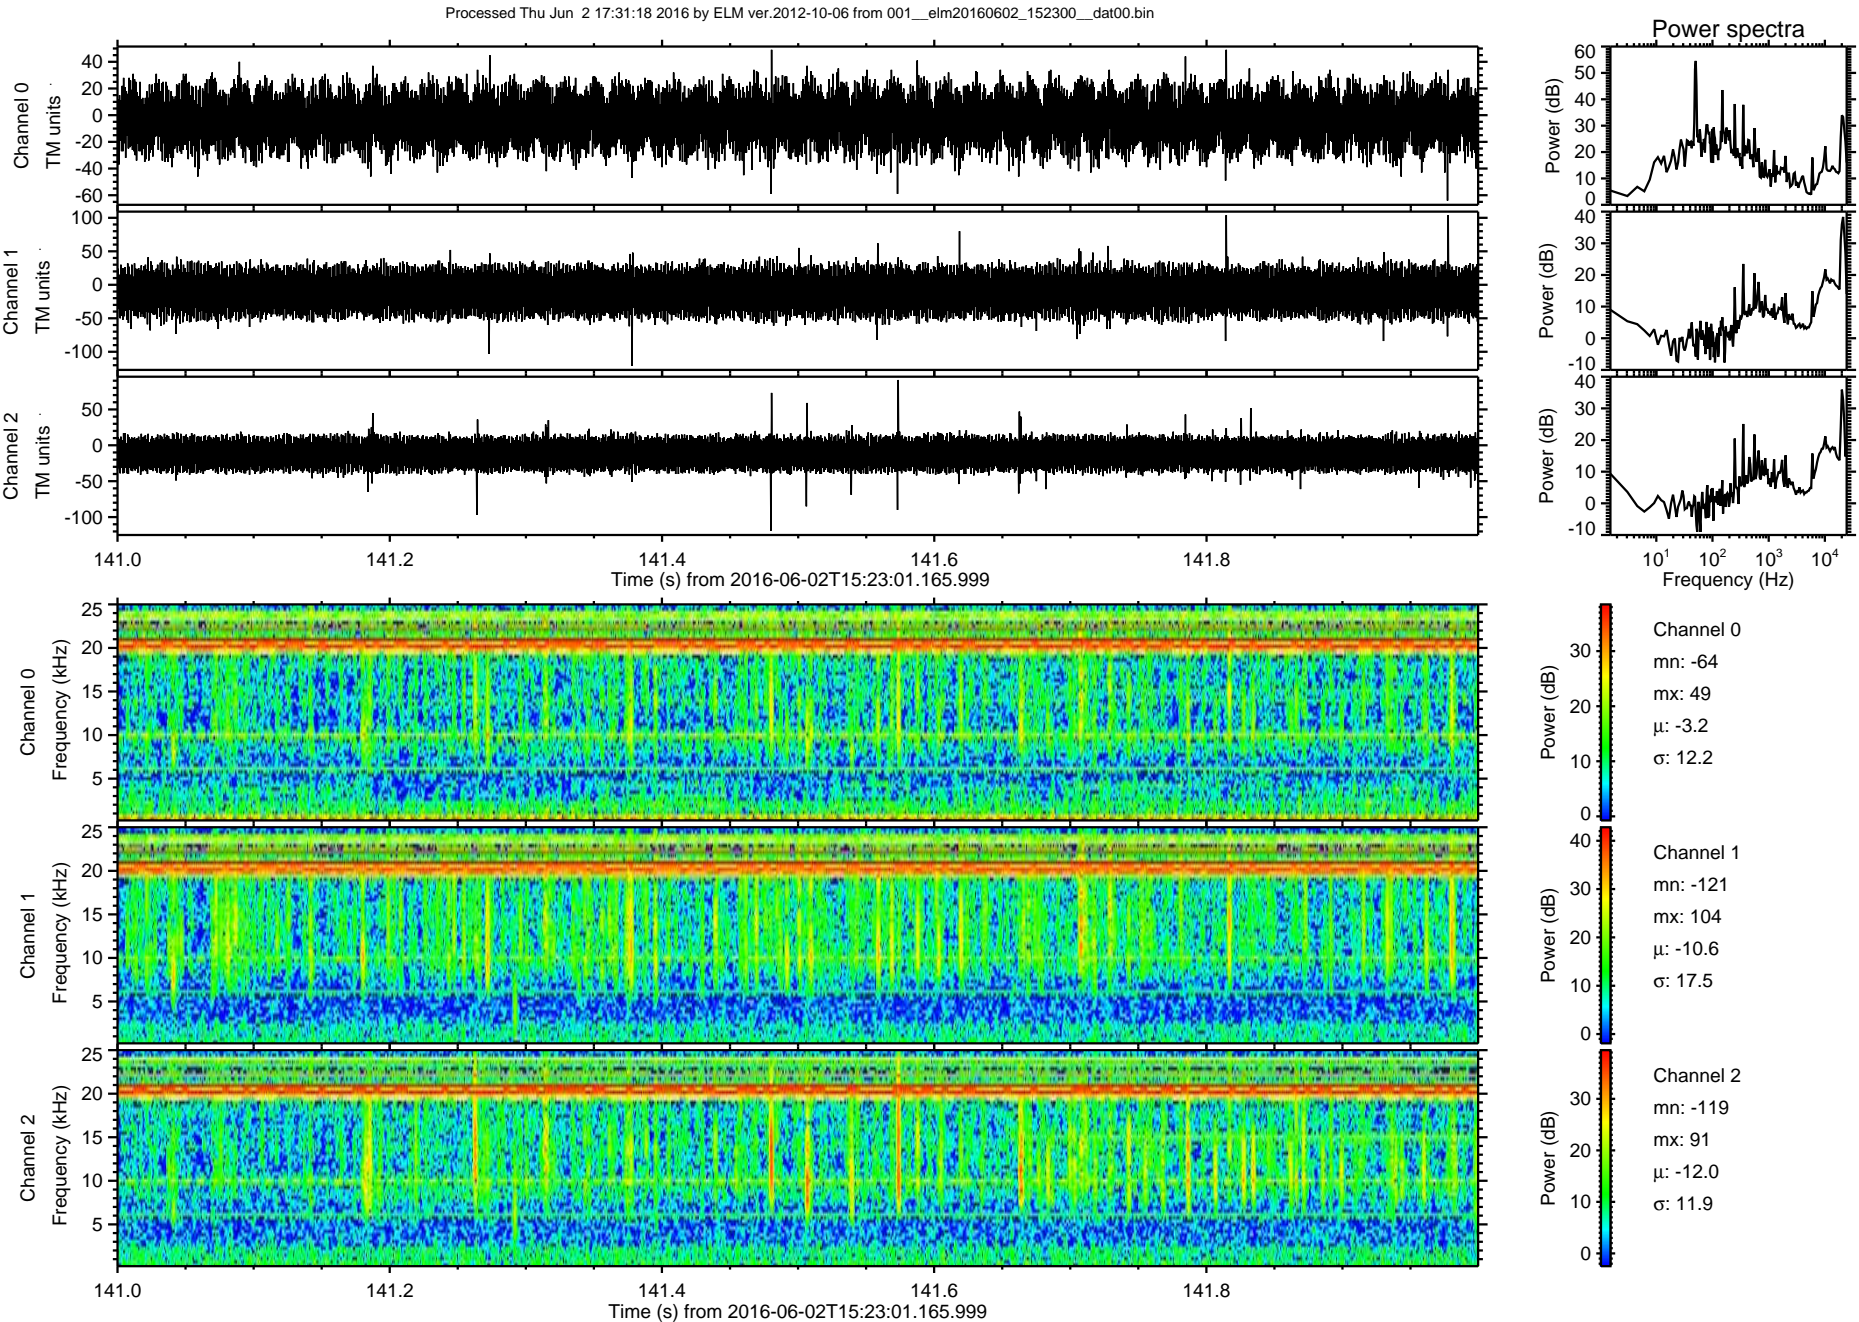 Processed Thu Jun  2 17:31:18 2016 by ELM ver.2012-10-06 from 001__elm20160602_152300__dat00.bin
Power spectra
Channel 0
TM units
40
20
0
-20
-40
-60
Power (dB)
60
50
40
30
20
10
0
Channel 1
TM units
100
50
0
-50
-100
Power (dB)
40
30
20
10
0
-10
Channel 2
TM units
50
0
-50
-100
Power (dB)
40
30
20
10
0
-10
141.0 141.2 141.4 141.6 141.8
Time (s) from 2016-06-02T15:23:01.165.999
10^1 10^2 10^3 10^4
Frequency (Hz)
Channel 0
Frequency (kHz)
25
20
15
10
5
Power (dB)
30
20
10
0
Channel 0
mn: -64
mx: 49
μ: -3.2
σ: 12.2
Channel 1
Frequency (kHz)
25
20
15
10
5
Power (dB)
40
30
20
10
0
Channel 1
mn: -121
mx: 104
μ: -10.6
σ: 17.5
Channel 2
Frequency (kHz)
25
20
15
10
5
Power (dB)
30
20
10
0
Channel 2
mn: -119
mx: 91
μ: -12.0
σ: 11.9
141.0 141.2 141.4 141.6 141.8
Time (s) from 2016-06-02T15:23:01.165.999